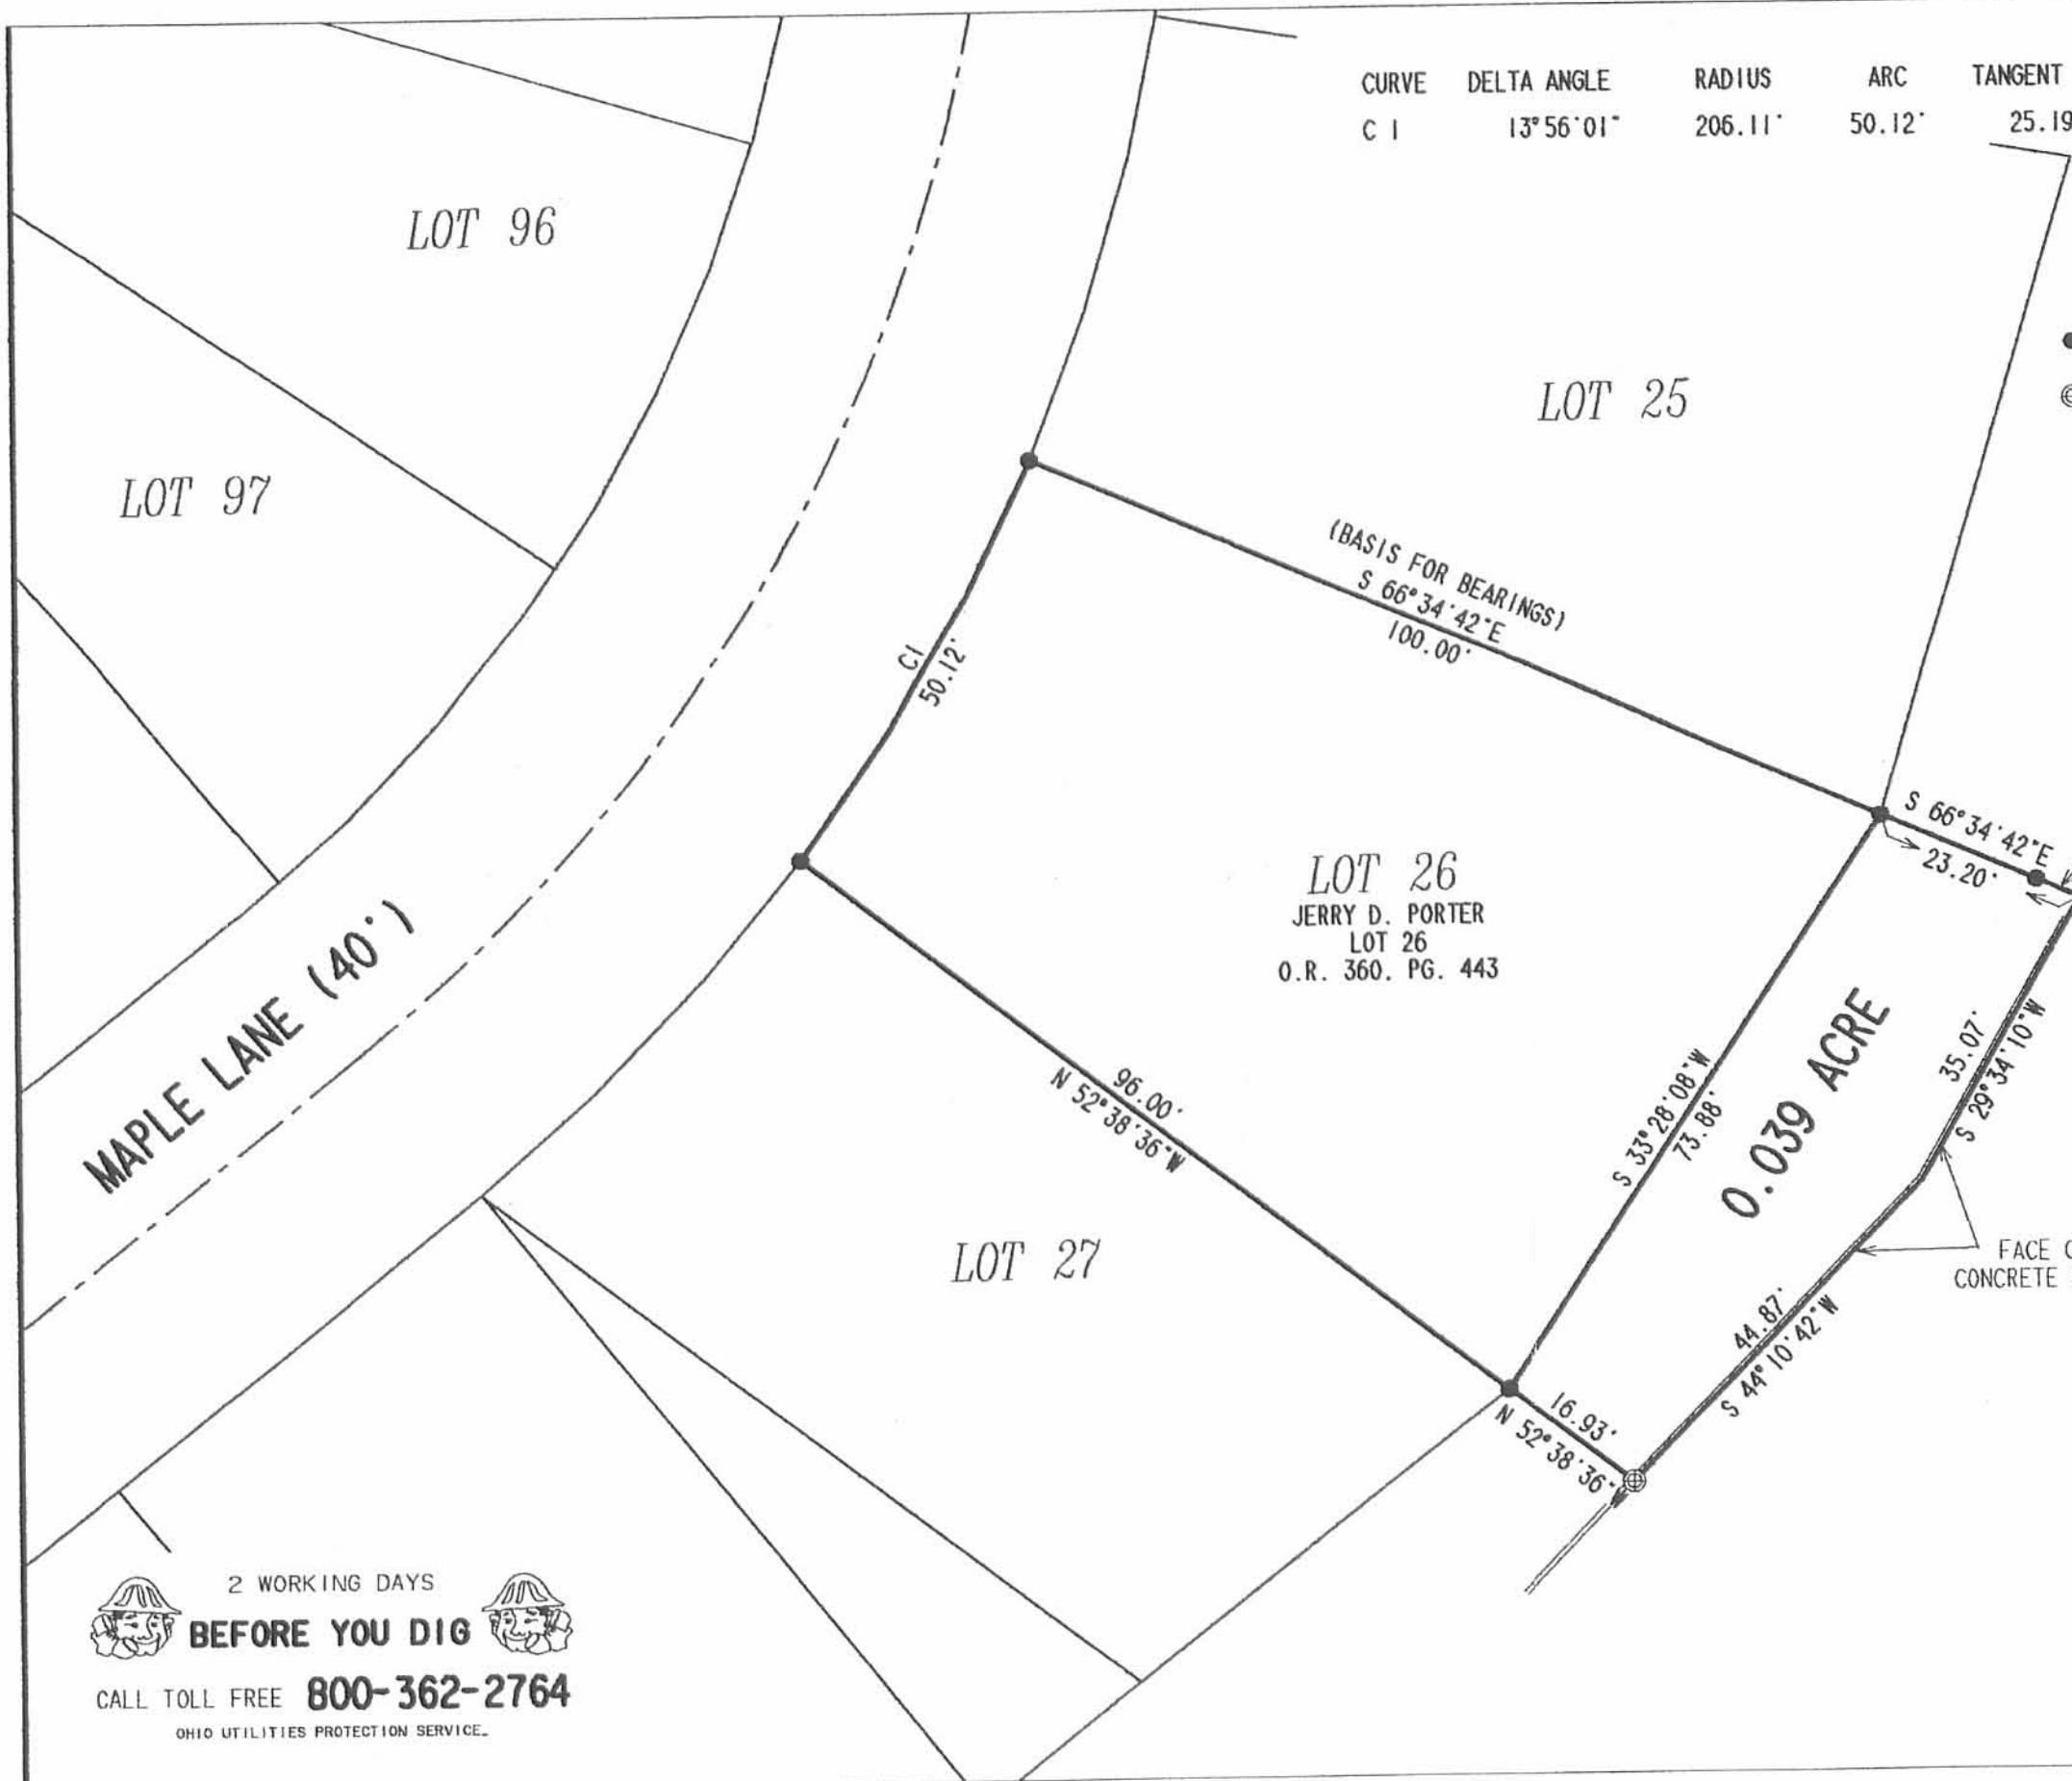 CURVE DELTA ANGLE RADIUS ARC TANGENT
C 1 13°56'01" 206.11' 50.12' 25.19
LOT 96
LOT 97
LOT 25
(BASIS FOR BEARINGS)
S 66°34'42"E
100.00'
C1
50.12'
S 66°34'42"E
23.20'
LOT 26
JERRY D. PORTER
LOT 26
O.R. 360. PG. 443
MAPLE LANE (40')
96.00'
N 52°38'36"W
S 33°28'08"W
73.88'
0.039 ACRE
35.07'
S 29°34'10"W
FACE
CONCRETE
44.87'
S 44°10'42"W
LOT 27
16.93'
N 52°38'36"W
2 WORKING DAYS
BEFORE YOU DIG
CALL TOLL FREE 800-362-2764
OHIO UTILITIES PROTECTION SERVICE.